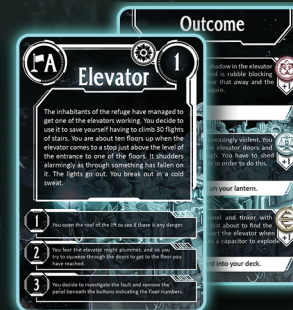 Outcome
A
Elevator
1
The inhabitants of the refuge have managed to
get one of the elevators working. You decide to
use it to save yourself having to climb 30 flights
of stairs. You are about ten floors up when the
elevator comes to a stop just above the level of
the entrance to one of the floors. It shudders
alarmingly as through something has fallen on
it. The lights go out. You break out in a cold
sweat.
1
You open the roof of the lift to see if there is any danger.
2
You fear the elevator might plummet, and so you
try to squeeze through the doors to get to the floor you
have reached.
3
You decide to investigate the fault and remove the
panel beneath the buttons indicating the floor numbers.
shadow in the elevator
is rubble blocking
that away and the
again.
You
elevator doors and
You have to shed
in order to do this.
on your lantern.
and tinker with
just about to find the
the elevator when
a capacitor to explode
into your deck.